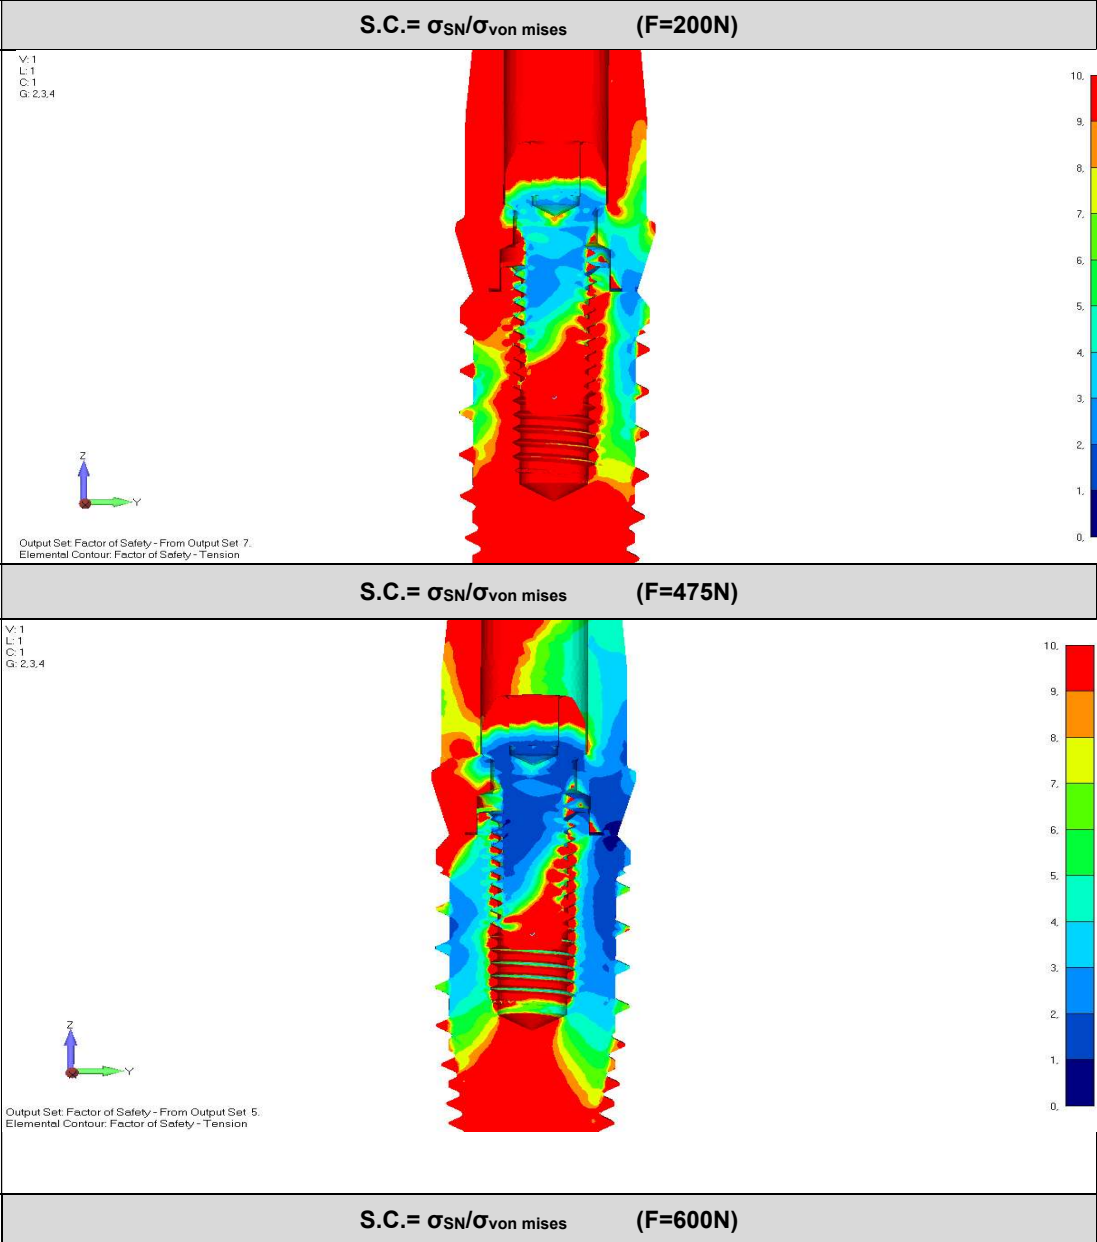 S.C.= σSN/σvon mises (F=200N)
V: 1
L: 1
C: 1
G: 2,3,4
10,
9,
8,
7,
6,
5,
4,
3,
2,
1,
0,
Z
Y
X
Output Set: Factor of Safety - From Output Set 7.
Elemental Contour: Factor of Safety - Tension
S.C.= σSN/σvon mises (F=475N)
V: 1
L: 1
C: 1
G: 2,3,4
10,
9,
8,
7,
6,
5,
4,
3,
2,
1,
0,
Z
Y
X
Output Set: Factor of Safety - From Output Set 5.
Elemental Contour: Factor of Safety - Tension
S.C.= σSN/σvon mises (F=600N)